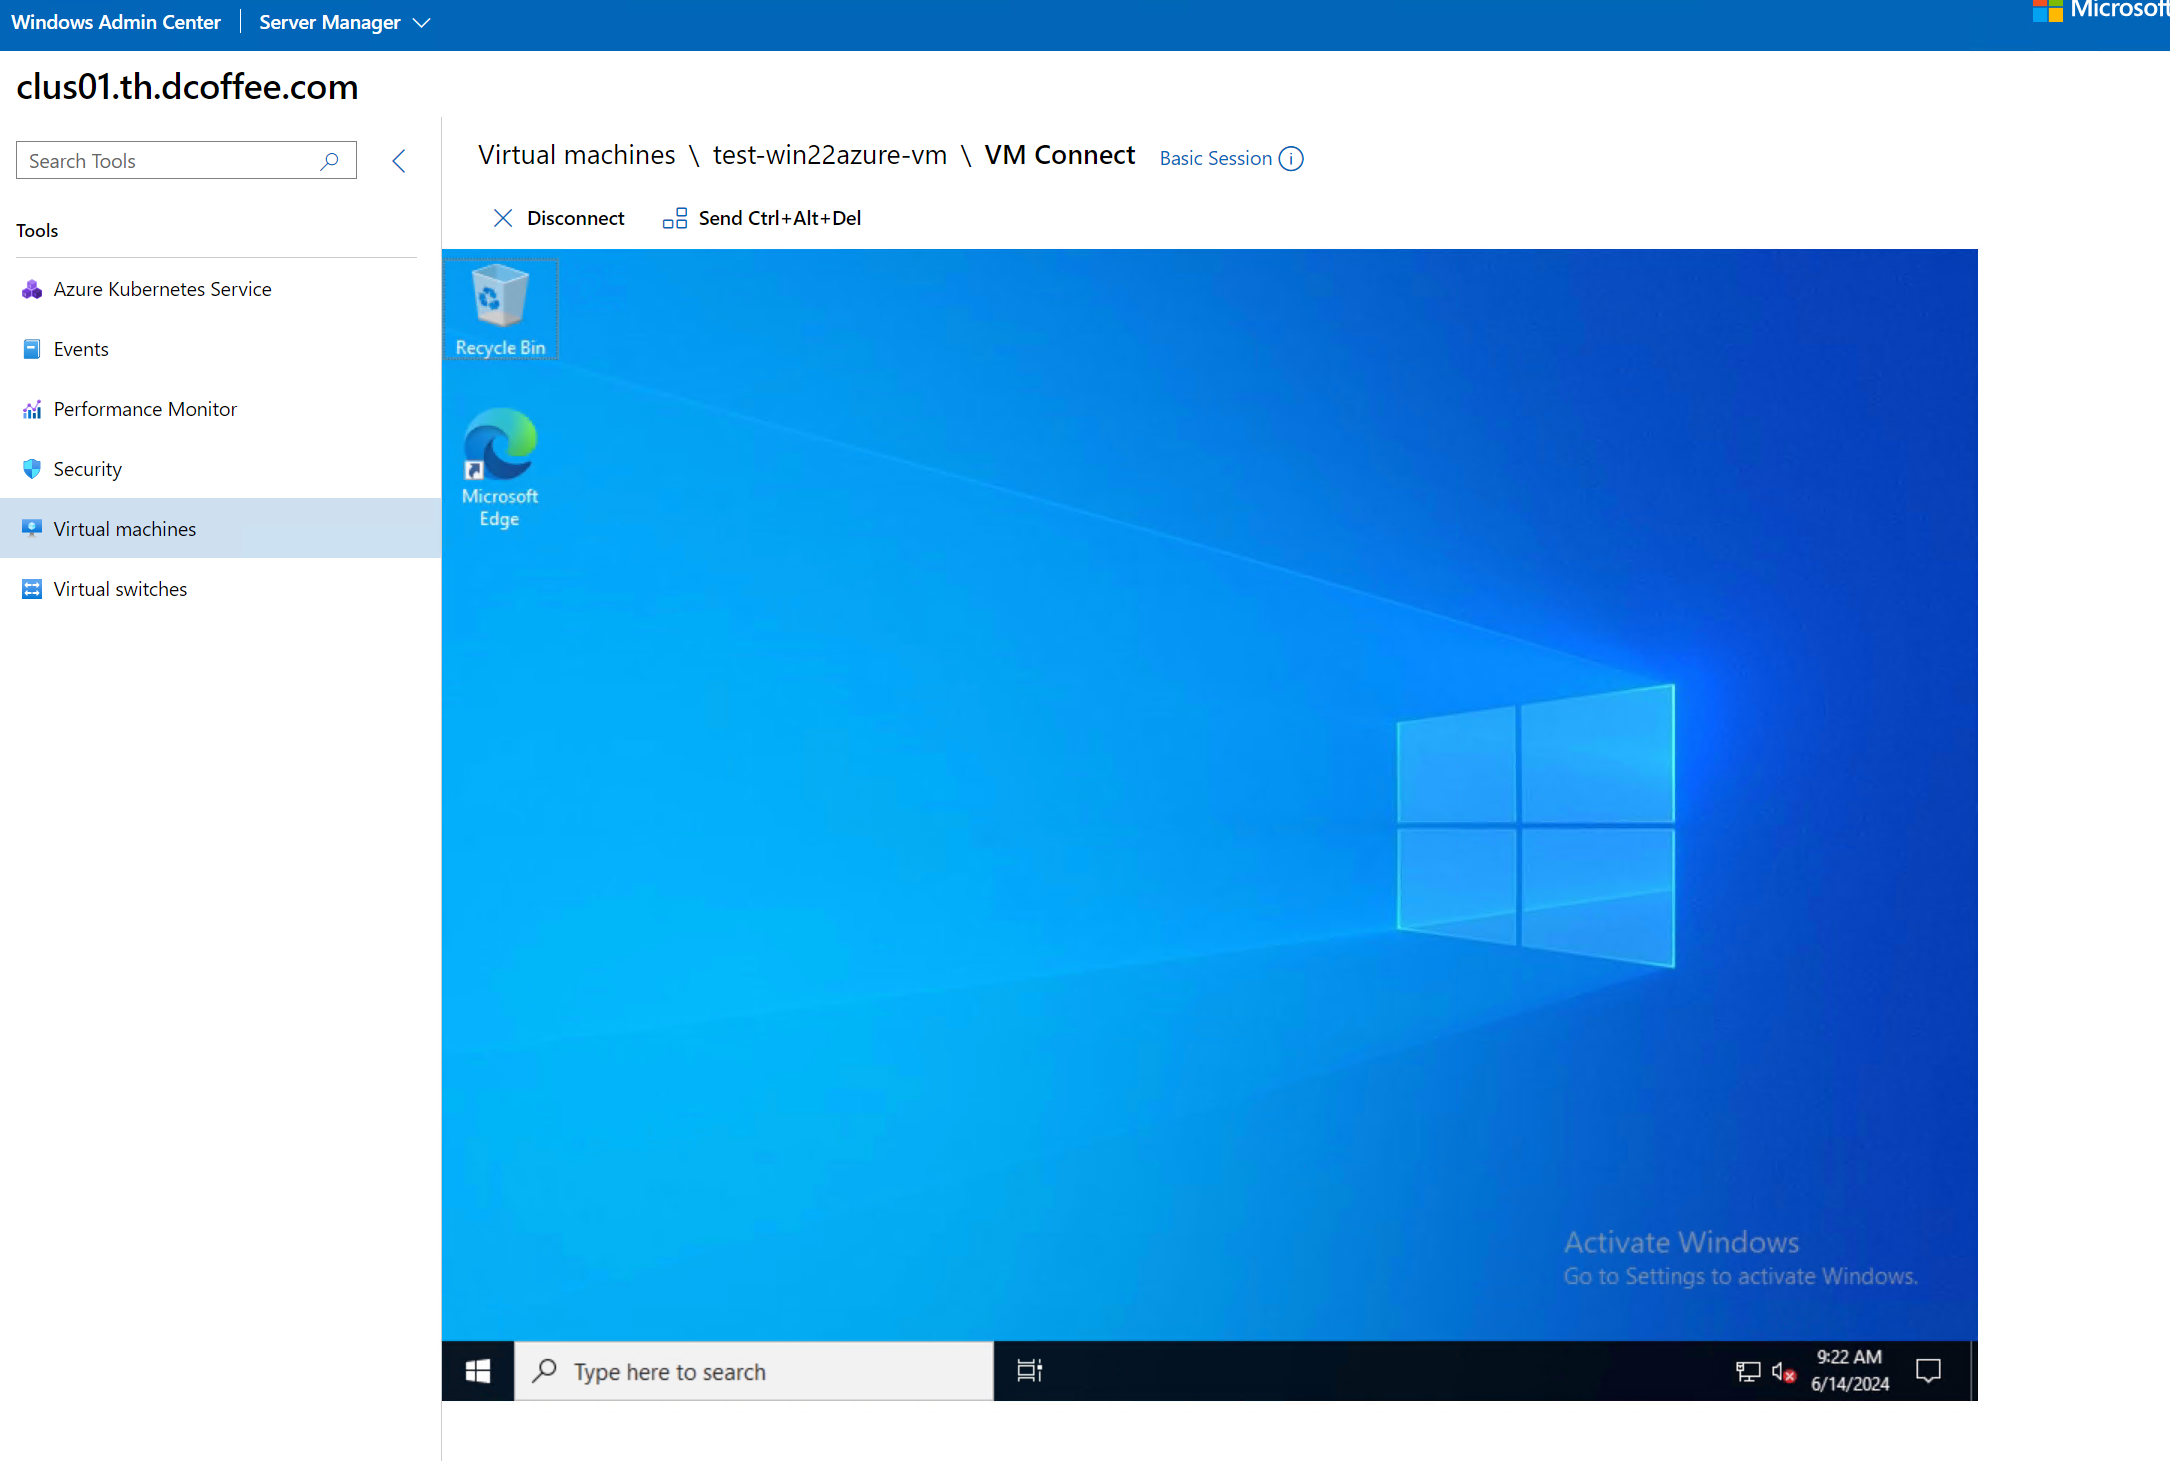 Windows Admin Center
Server Manager
Microsoft
clus01.th.dcoffee.com
Search Tools
Virtual machines \ test-win22azure-vm \ VM Connect Basic Session
Disconnect
Send Ctrl+Alt+Del
Tools
Azure Kubernetes Service
Events
Performance Monitor
Security
Virtual machines
Virtual switches
Recycle Bin
Microsoft
Edge
Activate Windows
Go to Settings to activate Windows.
Type here to search
9:22 AM
6/14/2024